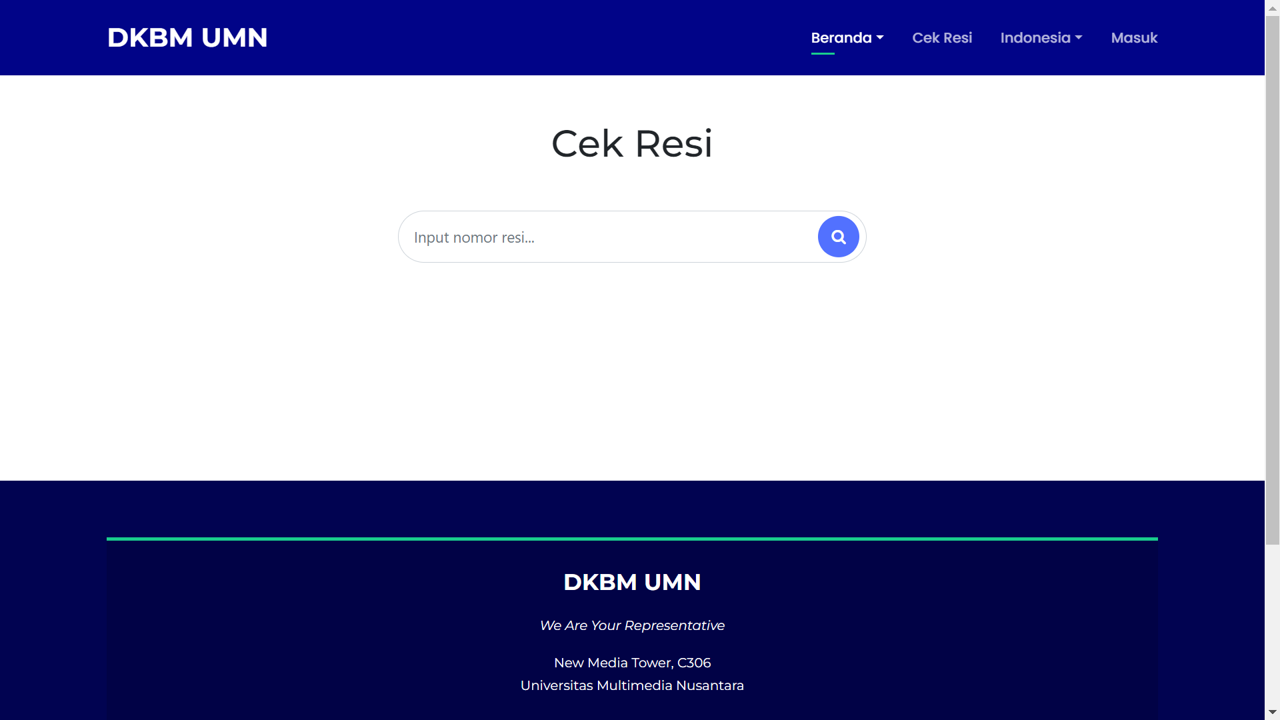 DKBM UMN
Beranda
Cek Resi
Indonesia
Masuk
Cek Resi
Input nomor resi...
DKBM UMN
We Are Your Representative
New Media Tower, C306
Universitas Multimedia Nusantara